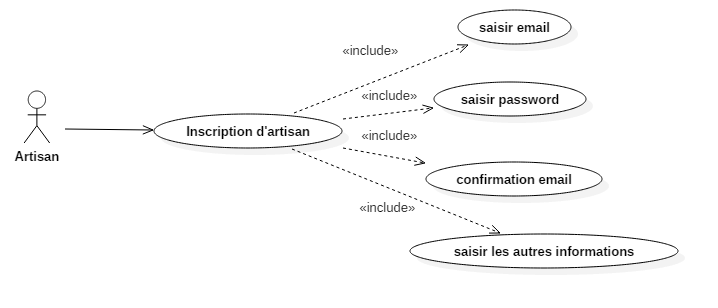 saisir email
«include»
«include»
saisir password
Inscription d'artisan
«include»
Artisan
confirmation email
«include»
saisir les autres informations